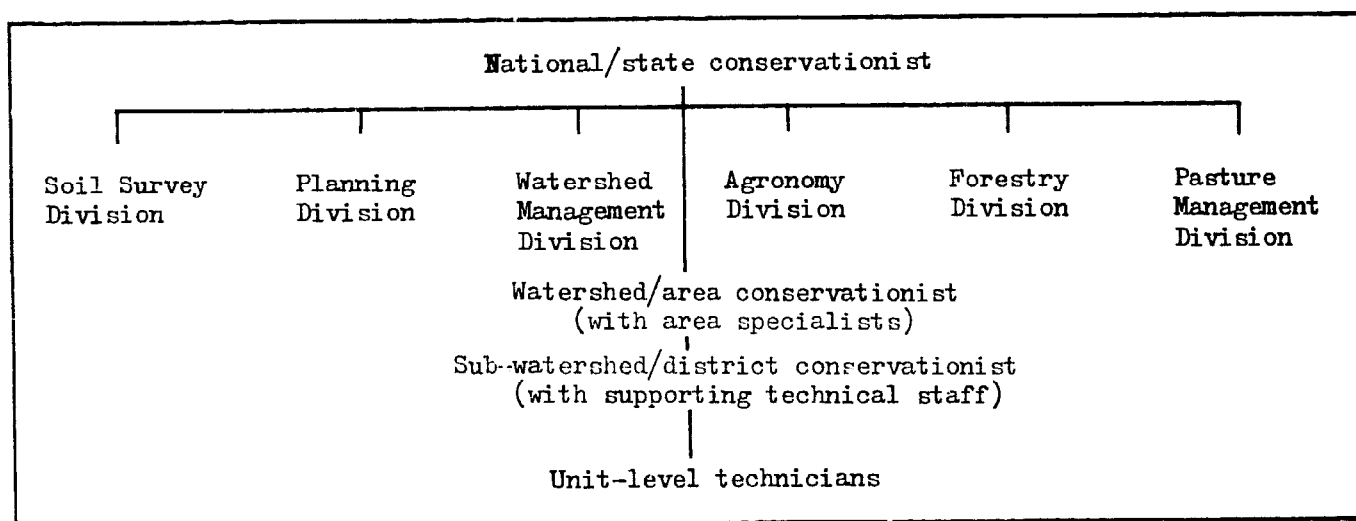 National/state conservationist
Soil Survey
Division
Planning
Division
Watershed
Management
Division
Agronomy
Division
Forestry
Division
Pasture
Management
Division
Watershed/area conservationist
(with area specialists)
Sub-watershed/district conservationist
(with supporting technical staff)
Unit-level technicians